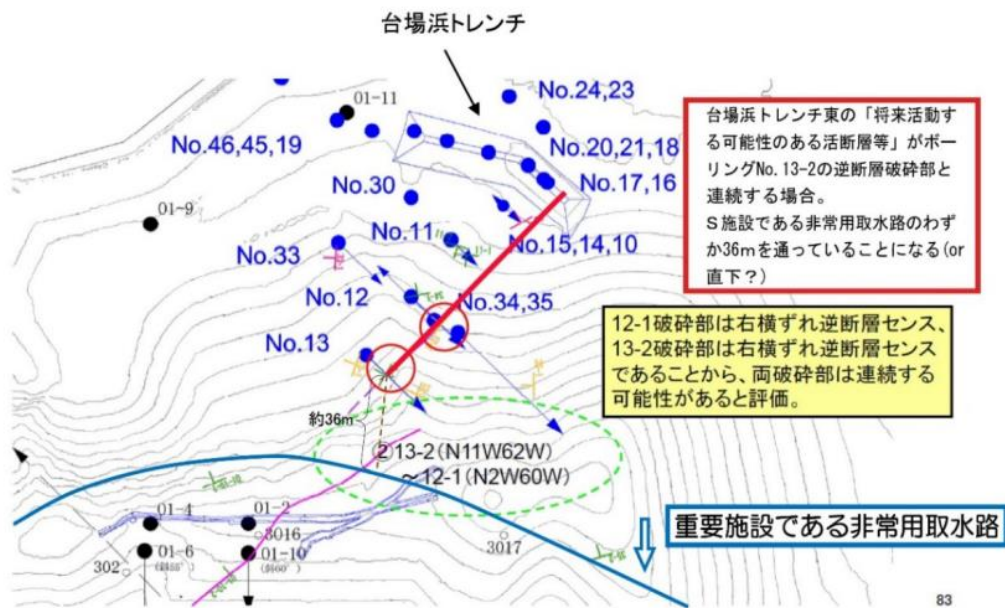 台場浜トレンチ
01-11
No.24,23
No.46,45,19
No.20,21,18
No.30
No.17,16
01-9
No.11
No.15,14,10
No.33
No.12
No.34,35
No.13
台場浜トレンチ東の「将来活動す
る可能性のある活断層等」がボー
リングNo.13-2の逆断層破砕部と
連続する場合。
S施設である非常用取水路のわず
か36mを通っていることになる(or
直下?)
12-1破砕部は右横ずれ逆断層センス、
13-2破砕部は右横ずれ逆断層センス
であることから、両破砕部は連続する
可能性があると評価。
約36m
②13-2(N11W62W)
～12-1(N2W60W)
01-4
01-2
3016
01-6
01-10
302
3017
重要施設である非常用取水路
83